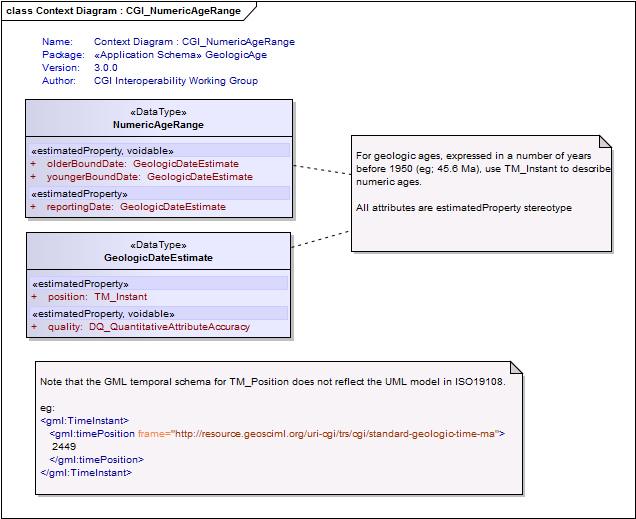 class Context Diagram : CGI_NumericAgeRange
Name: Context Diagram : CGI_NumericAgeRange
Package: «Application Schema» GeologicAge
Version: 3.0.0
Author: CGI Interoperability Working Group
«DataType»
NumericAgeRange
«estimatedProperty, voidable»
+ olderBoundDate: GeologicDateEstimate
+ youngerBoundDate: GeologicDateEstimate
«estimatedProperty»
+ reportingDate: GeologicDateEstimate
For geologic ages, expressed in a number of years
before 1950 (eg; 45.6 Ma), use TM_Instant to describe
numeric ages.
All attributes are estimatedProperty stereotype
«DataType»
GeologicDateEstimate
«estimatedProperty»
+ position: TM_Instant
«estimatedProperty, voidable»
+ quality: DQ_QuantitativeAttributeAccuracy
Note that the GML temporal schema for TM_Position does not reflect the UML model in ISO19108.
eg:
<gml:TimeInstant>
<gml:timePosition frame="http://resource.geosciml.org/uri-cgi/trs/cgi/standard-geologic-time-ma">
2449
</gml:timePosition>
</gml:TimeInstant>